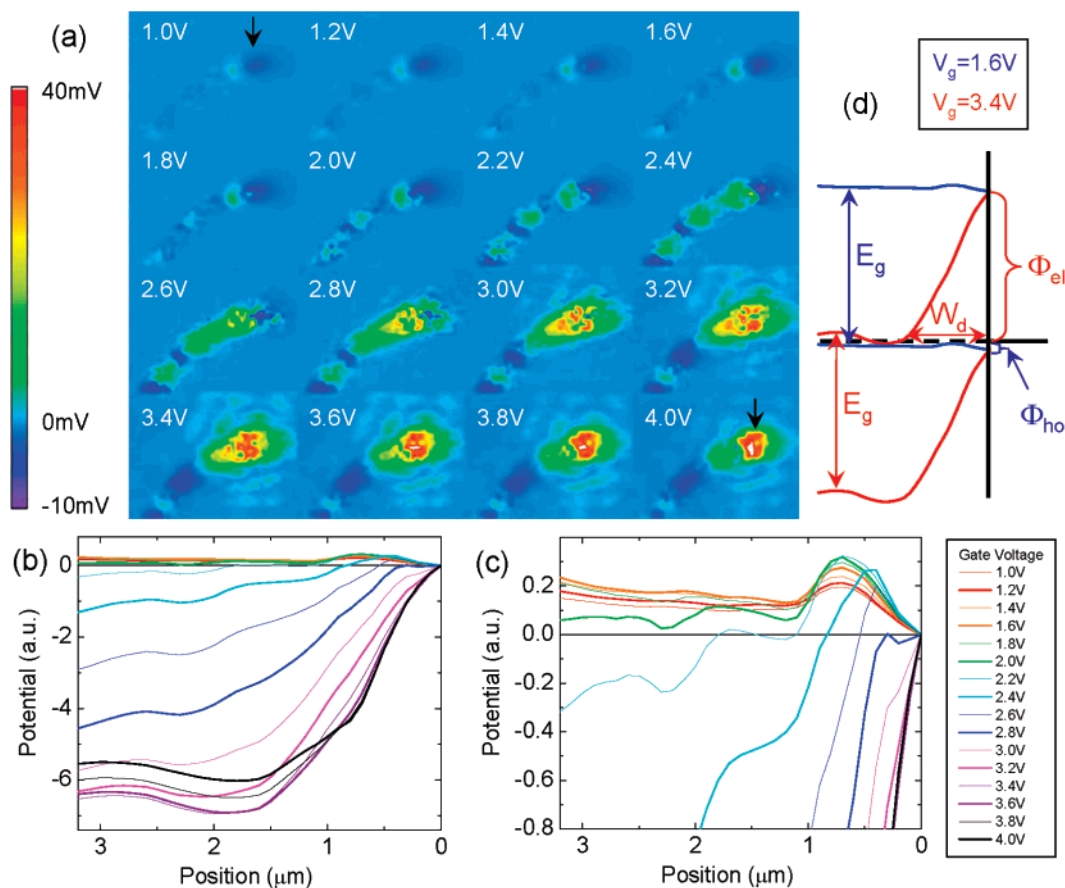 (a)
40mV
0mV
-10mV
1.0V 1.2V 1.4V 1.6V
1.8V 2.0V 2.2V 2.4V
2.6V 2.8V 3.0V 3.2V
3.4V 3.6V 3.8V 4.0V
(d)
V_g=1.6V
V_g=3.4V
E_g
Φ_el
W_d
E_g
Φ_ho
(b)
Potential (a.u.)
0
-2
-4
-6
3 2 1 0
Position (μm)
(c)
Potential (a.u.)
0.2
0.0
-0.2
-0.4
-0.6
-0.8
3 2 1 0
Position (μm)
Gate Voltage
1.0V
1.2V
1.4V
1.6V
1.8V
2.0V
2.2V
2.4V
2.6V
2.8V
3.0V
3.2V
3.4V
3.6V
3.8V
4.0V